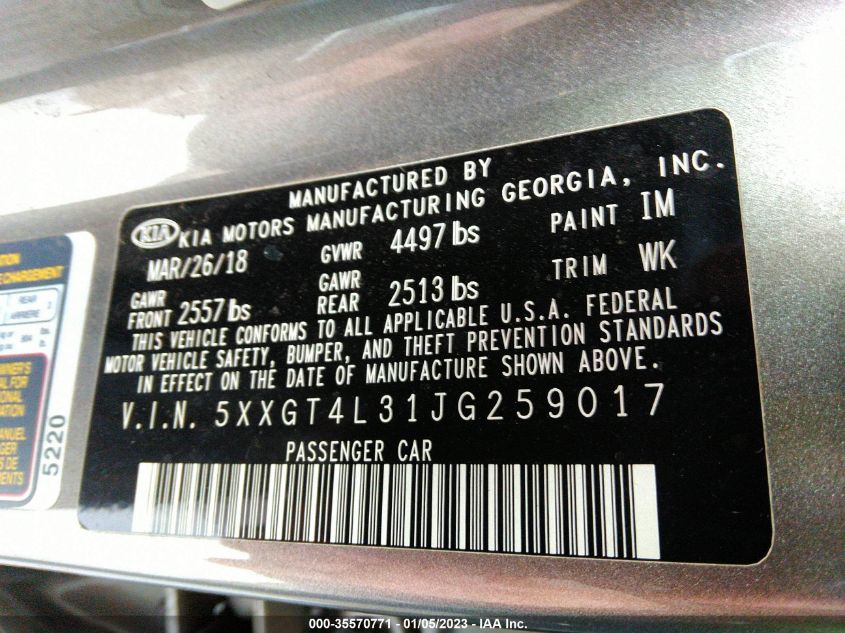 MANUFACTURED BY
KIA KIA MOTORS MANUFACTURING GEORGIA, INC.
MAR/26/18 GVWR 4497 lbs PAINT IM
GAWR FRONT 2557 lbs GAWR REAR 2513 lbs TRIM WK
THIS VEHICLE CONFORMS TO ALL APPLICABLE U.S.A. FEDERAL
MOTOR VEHICLE SAFETY, BUMPER, AND THEFT PREVENTION STANDARDS
IN EFFECT ON THE DATE OF MANUFACTURE SHOWN ABOVE.
V.I.N. 5XXGT4L31JG259017
PASSENGER CAR
5220
REAR
ARRIERE
000-35570771 - 01/05/2023 - IAA Inc.